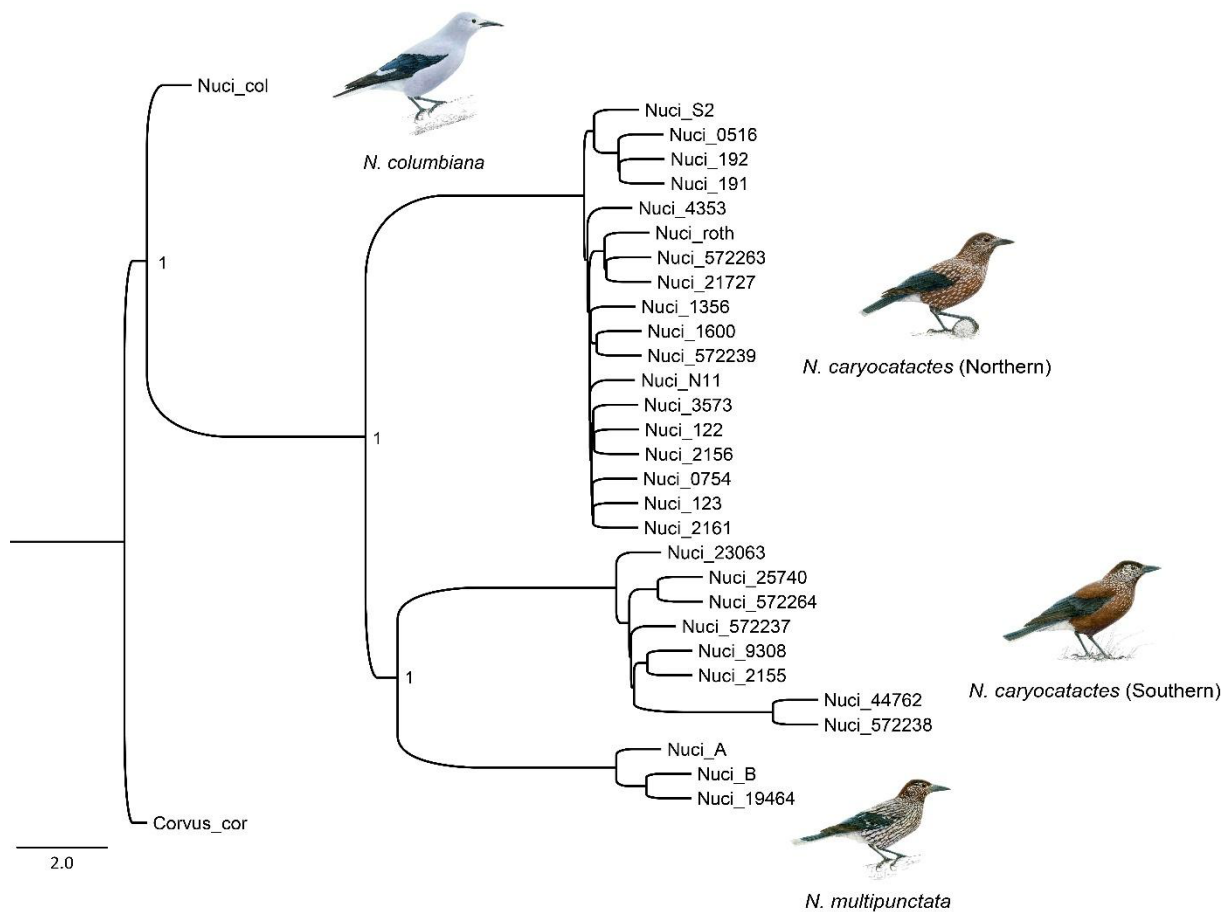 Nuci_col
N. columbiana
Nuci_S2
Nuci_0516
Nuci_192
Nuci_191
Nuci_4353
Nuci_roth
Nuci_572263
Nuci_21727
Nuci_1356
Nuci_1600
Nuci_572239
Nuci_N11
Nuci_3573
Nuci_122
Nuci_2156
Nuci_0754
Nuci_123
Nuci_2161
N. caryocatactes (Northern)
Nuci_23063
Nuci_25740
Nuci_572264
Nuci_572237
Nuci_9308
Nuci_2155
Nuci_44762
Nuci_572238
N. caryocatactes (Southern)
Nuci_A
Nuci_B
Nuci_19464
N. multipunctata
Corvus_cor
1
1
1
2.0